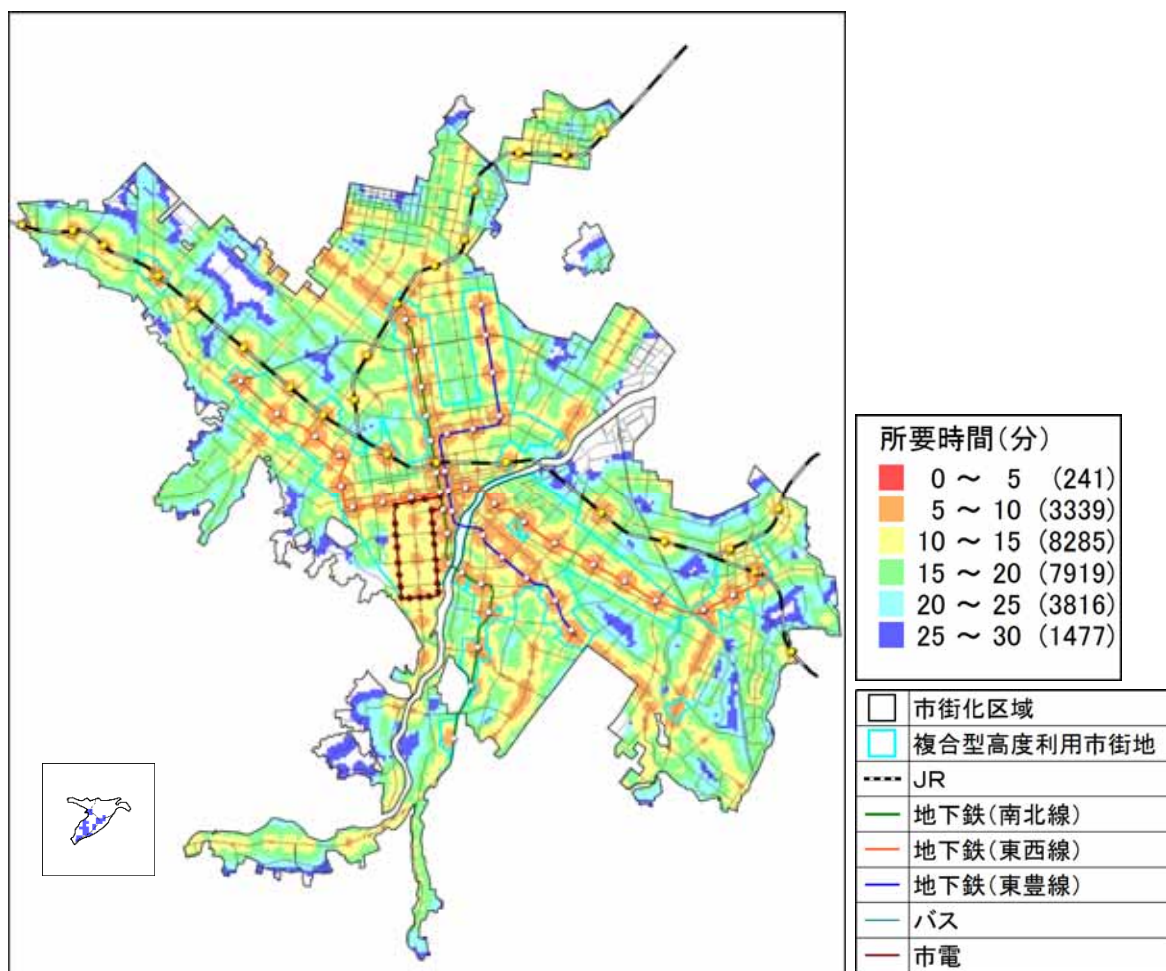 所要時間(分)
0 ～ 5 (241)
5 ～ 10 (3339)
10 ～ 15 (8285)
15 ～ 20 (7919)
20 ～ 25 (3816)
25 ～ 30 (1477)
市街化区域
複合型高度利用市街地
JR
地下鉄(南北線)
地下鉄(東西線)
地下鉄(東豊線)
バス
市電